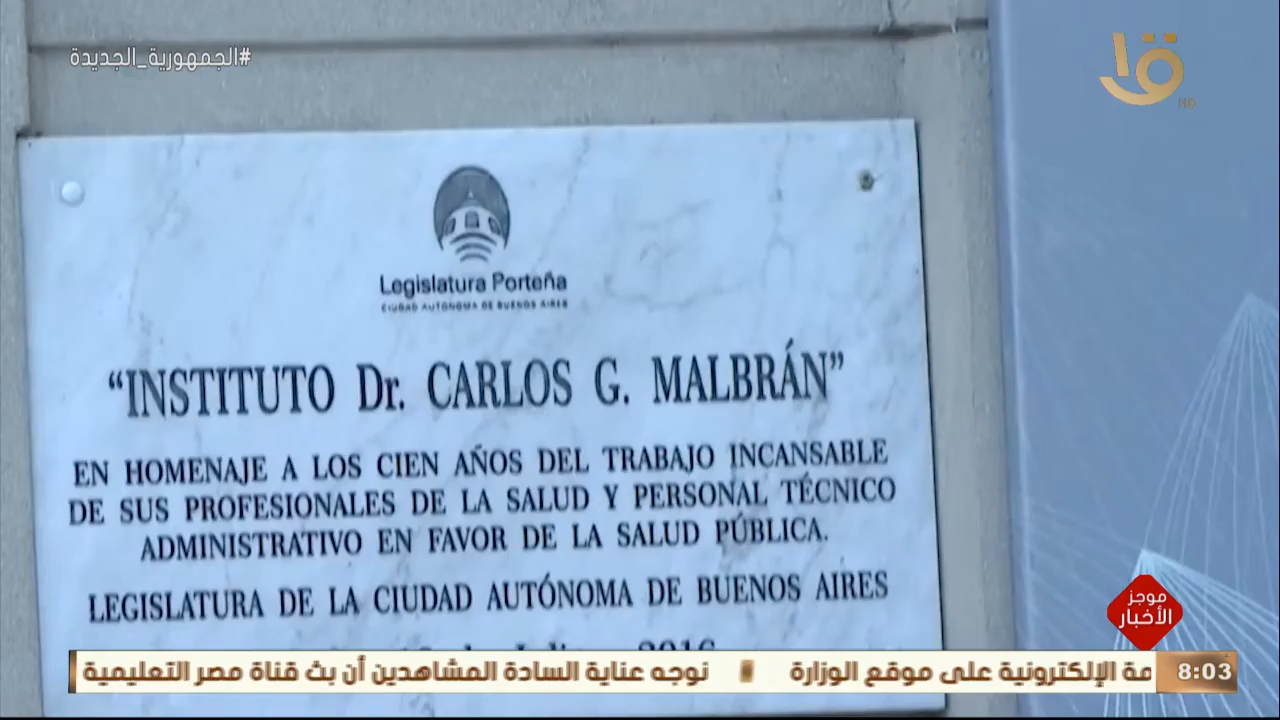 #الجمهورية_الجديدة
HD
Legislatura Porteña
CIUDAD AUTÓNOMA DE BUENOS AIRES
“INSTITUTO Dr. CARLOS G. MALBRÁN”
EN HOMENAJE A LOS CIEN AÑOS DEL TRABAJO INCANSABLE
DE SUS PROFESIONALES DE LA SALUD Y PERSONAL TÉCNICO
ADMINISTRATIVO EN FAVOR DE LA SALUD PÚBLICA.
LEGISLATURA DE LA CIUDAD AUTÓNOMA DE BUENOS AIRES
موجز
الأخبار
مة الإلكترونية على موقع الوزارة نوجه عناية السادة المشاهدين أن بث قناة مصر التعليمية
8:03